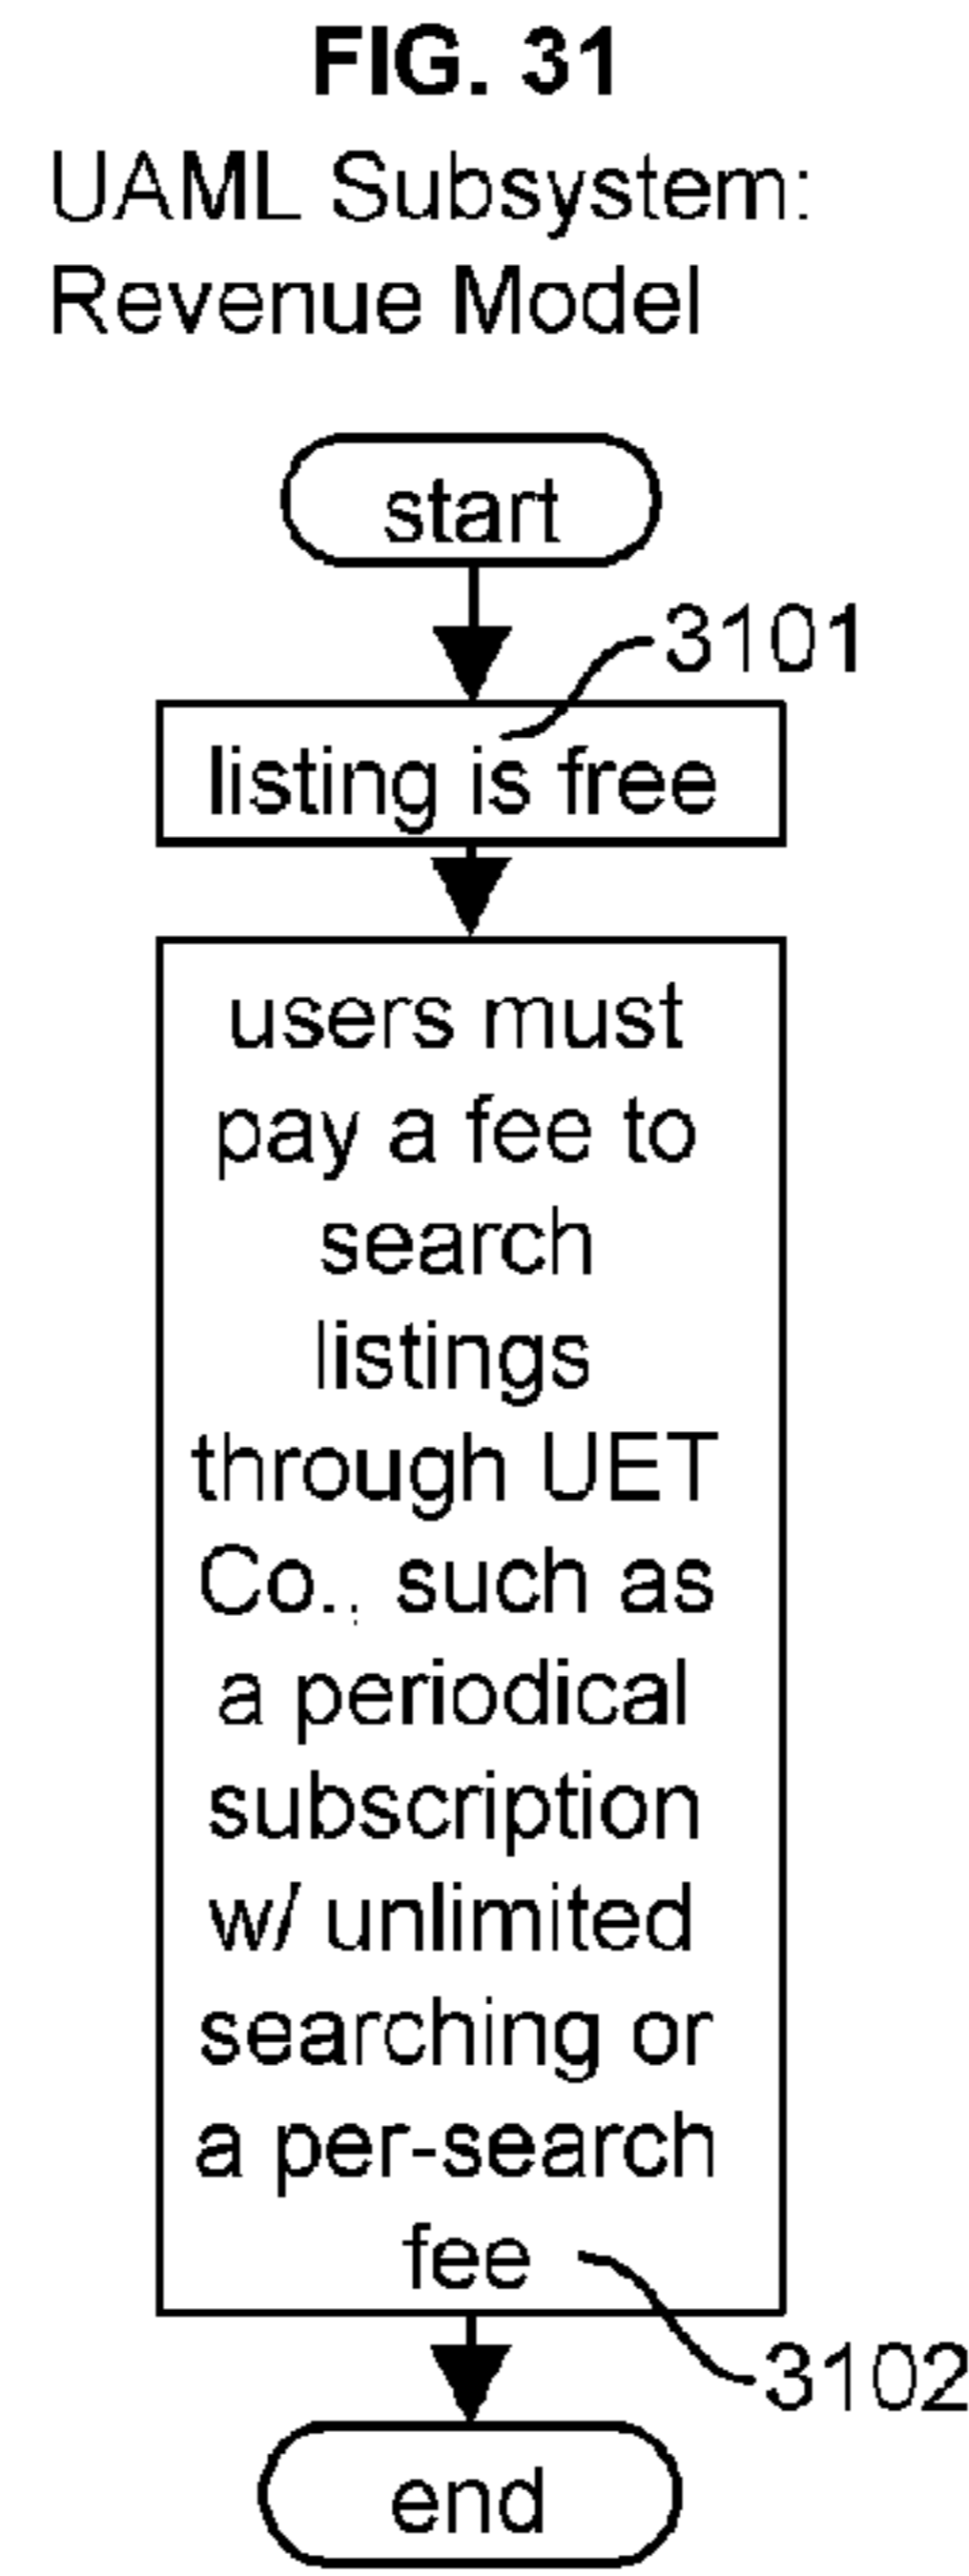 FIG. 31
UAML Subsystem:
Revenue Model
start
3101
listing is free
users must
pay a fee to
search
listings
through UET
Co., such as
a periodical
subscription
w/ unlimited
searching or
a per-search
fee
3102
end